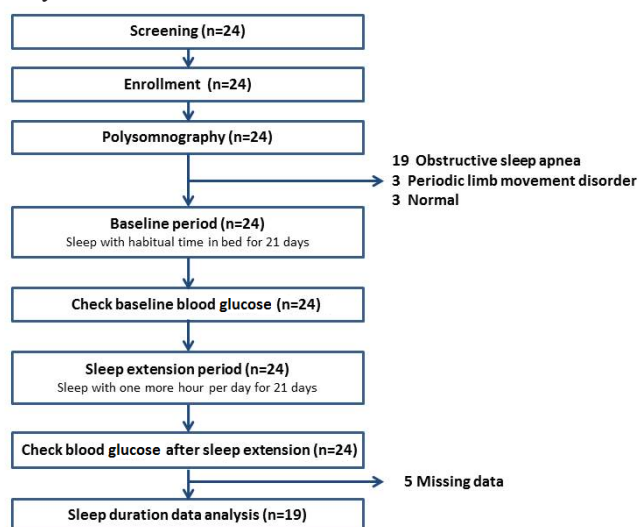 Screening (n=24)
Enrollment (n=24)
Polysomnography (n=24)
19 Obstructive sleep apnea
3 Periodic limb movement disorder
3 Normal
Baseline period (n=24)
Sleep with habitual time in bed for 21 days
Check baseline blood glucose (n=24)
Sleep extension period (n=24)
Sleep with one more hour per day for 21 days
Check blood glucose after sleep extension (n=24)
5 Missing data
Sleep duration data analysis (n=19)